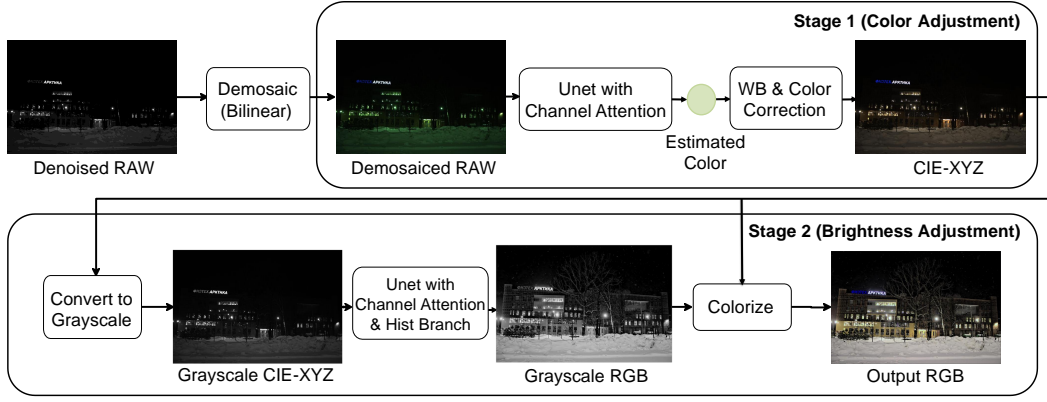 Stage 1 (Color Adjustment)
Demosaic
(Bilinear)
Unet with
Channel Attention
WB & Color
Correction
Estimated
Color
Denoised RAW
Demosaiced RAW
CIE-XYZ
Stage 2 (Brightness Adjustment)
Convert to
Grayscale
Unet with
Channel Attention
& Hist Branch
Colorize
Grayscale CIE-XYZ
Grayscale RGB
Output RGB